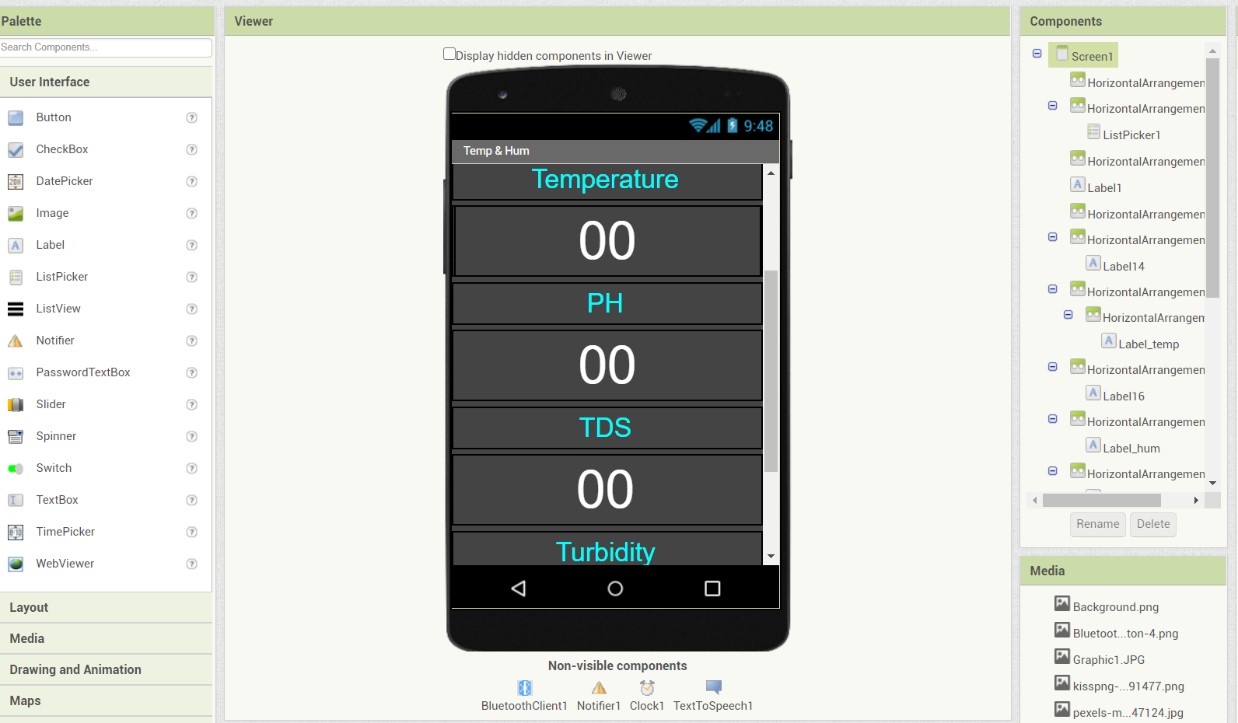 Palette
Search Components...
User Interface
Button
CheckBox
DatePicker
Image
Label
ListPicker
ListView
Notifier
PasswordTextBox
Slider
Spinner
Switch
TextBox
TimePicker
WebViewer
Layout
Media
Drawing and Animation
Maps
Viewer
Display hidden components in Viewer
9:48
Temp & Hum
Temperature
00
PH
00
TDS
00
Turbidity
Non-visible components
BluetoothClient1 Notifier1 Clock1 TextToSpeech1
Components
Screen1
HorizontalArrangemen
HorizontalArrangemen
ListPicker1
HorizontalArrangemen
Label1
HorizontalArrangemen
HorizontalArrangemen
Label14
HorizontalArrangemen
HorizontalArrangem
Label_temp
HorizontalArrangemen
Label16
HorizontalArrangemen
Label_hum
HorizontalArrangemen
Rename Delete
Media
Background.png
Bluetoot...ton-4.png
Graphic1.JPG
kisspng-...91477.png
pexels-m...47124.jpg